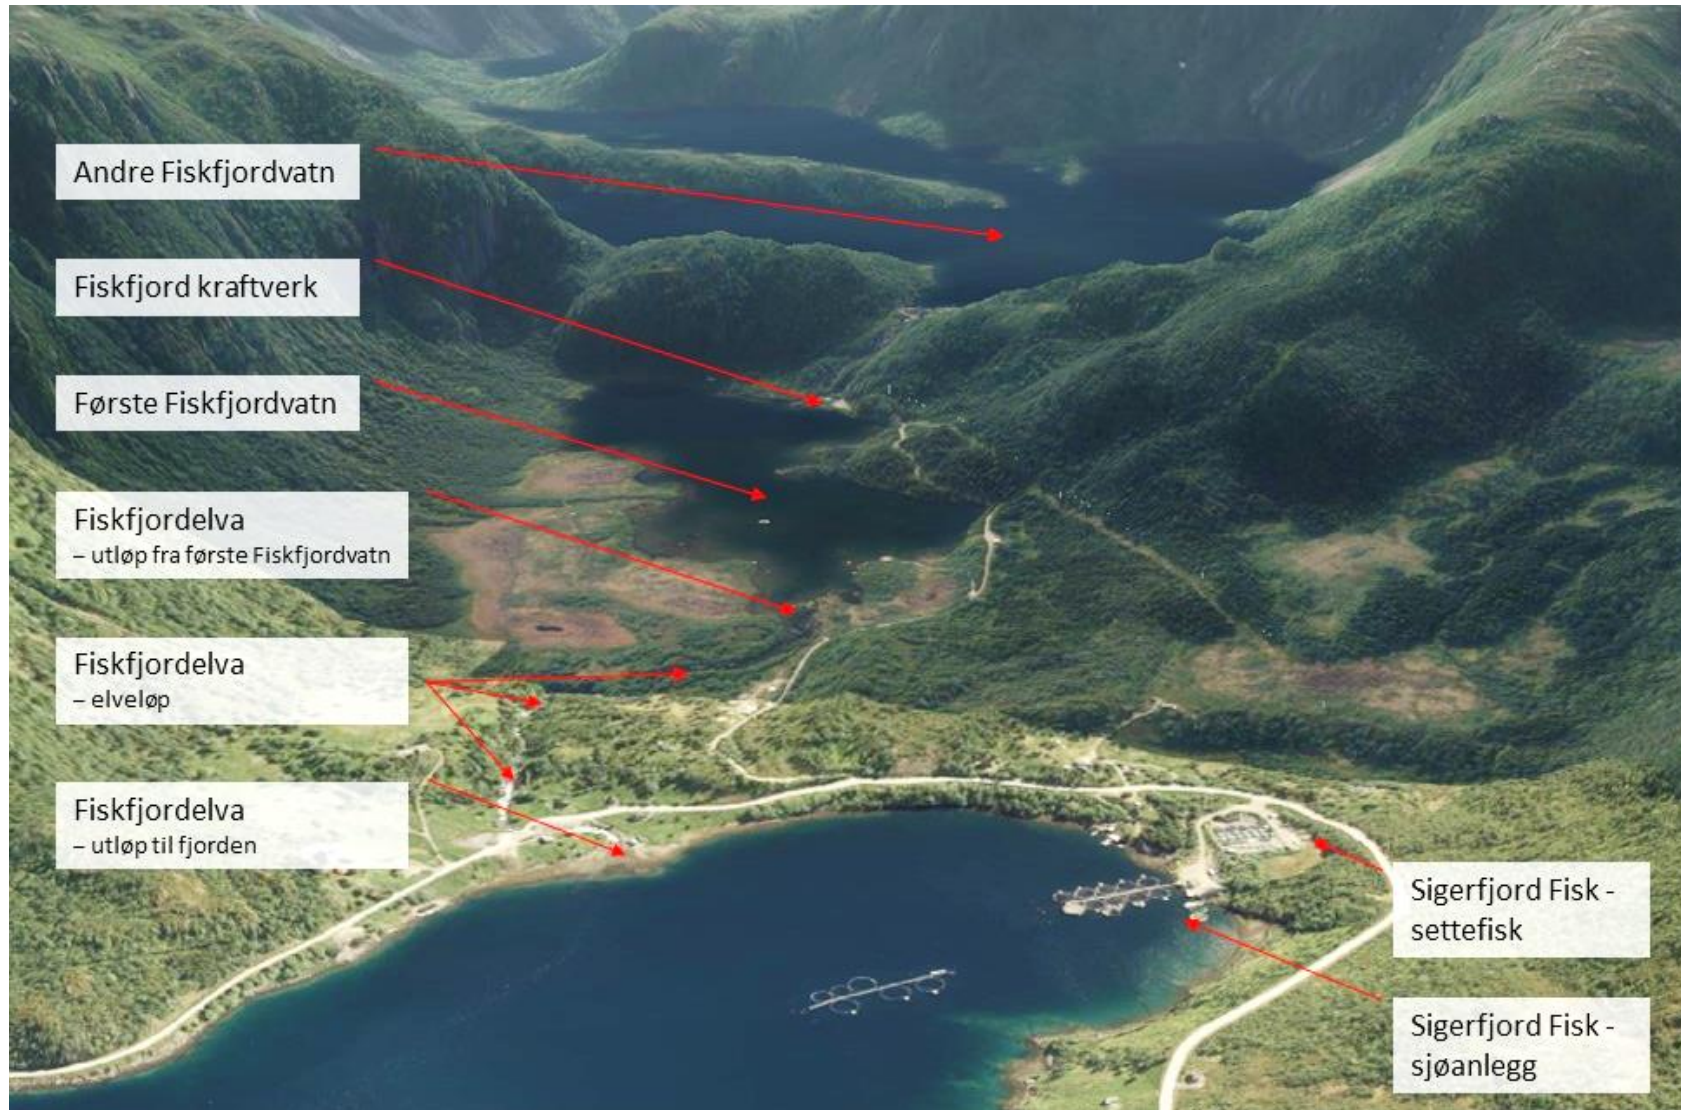 Andre Fiskfjordvatn
Fiskfjord kraftverk
Første Fiskfjordvatn
Fiskfjordelva
– utløp fra første Fiskfjordvatn
Fiskfjordelva
– elveløp
Fiskfjordelva
– utløp til fjorden
Sigerfjord Fisk -
settefisk
Sigerfjord Fisk -
sjøanlegg